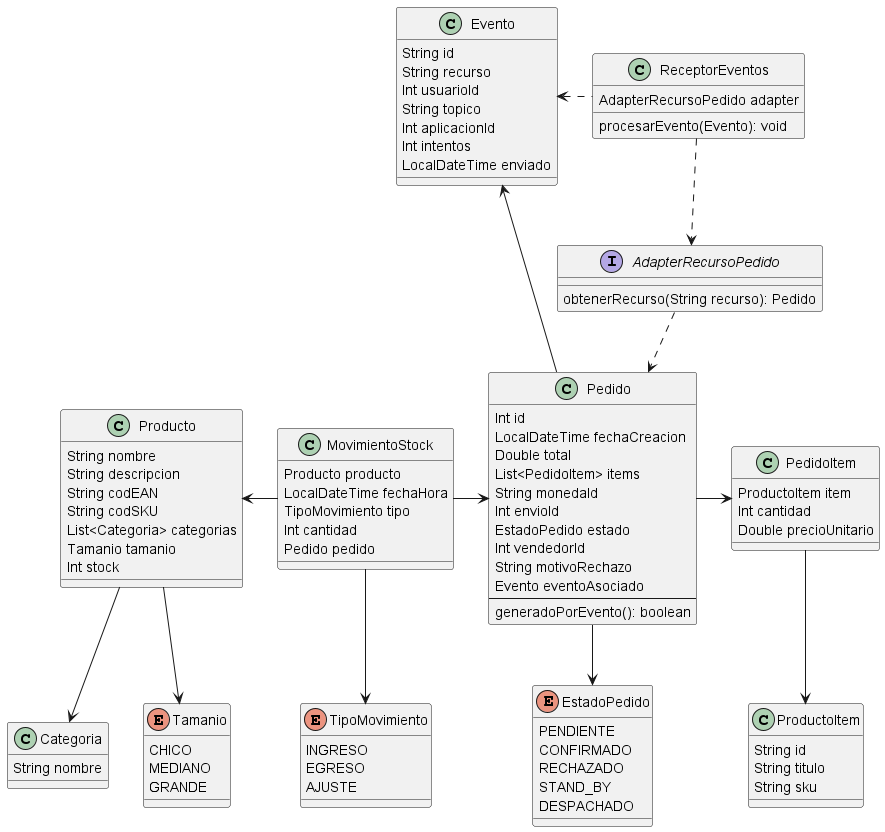 C Evento
String id
String recurso
Int usuarioId
String topico
Int aplicacionId
Int intentos
LocalDateTime enviado
C ReceptorEventos
AdapterRecursoPedido adapter
procesarEvento(Evento): void
I AdapterRecursoPedido
obtenerRecurso(String recurso): Pedido
C Producto
String nombre
String descripcion
String codEAN
String codSKU
List<Categoria> categorias
Tamanio tamanio
Int stock
C MovimientoStock
Producto producto
LocalDateTime fechaHora
TipoMovimiento tipo
Int cantidad
Pedido pedido
C Pedido
Int id
LocalDateTime fechaCreacion
Double total
List<PedidoItem> items
String monedaId
Int envioId
EstadoPedido estado
Int vendedorId
String motivoRechazo
Evento eventoAsociado
generadoPorEvento(): boolean
C PedidoItem
ProductoItem item
Int cantidad
Double precioUnitario
C Categoria
String nombre
E Tamanio
CHICO
MEDIANO
GRANDE
E TipoMovimiento
INGRESO
EGRESO
AJUSTE
E EstadoPedido
PENDIENTE
CONFIRMADO
RECHAZADO
STAND_BY
DESPACHADO
C ProductoItem
String id
String titulo
String sku